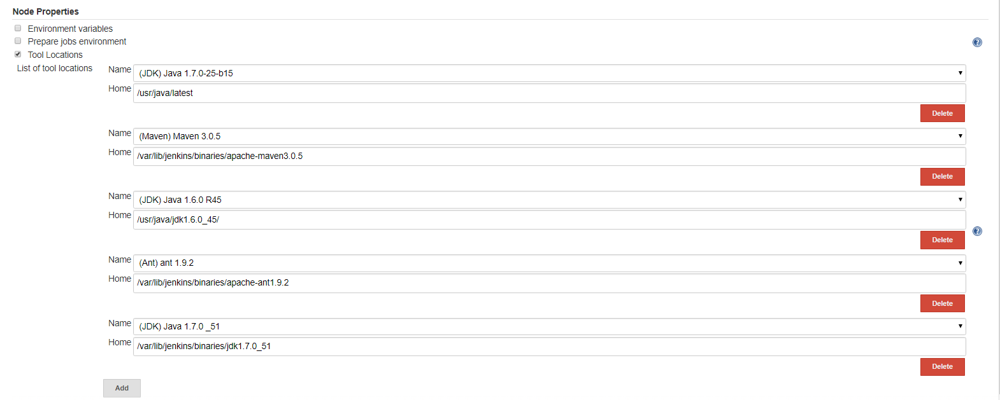 Node Properties
Environment variables
Prepare jobs environment
Tool Locations
List of tool locations
Name (JDK) Java 1.7.0-25-b15
Home /usr/java/latest
Delete
Name (Maven) Maven 3.0.5
Home /var/lib/jenkins/binaries/apache-maven3.0.5
Delete
Name (JDK) Java 1.6.0 R45
Home /usr/java/jdk1.6.0_45/
Delete
Name (Ant) ant 1.9.2
Home /var/lib/jenkins/binaries/apache-ant1.9.2
Delete
Name (JDK) Java 1.7.0 _51
Home /var/lib/jenkins/binaries/jdk1.7.0_51
Delete
Add